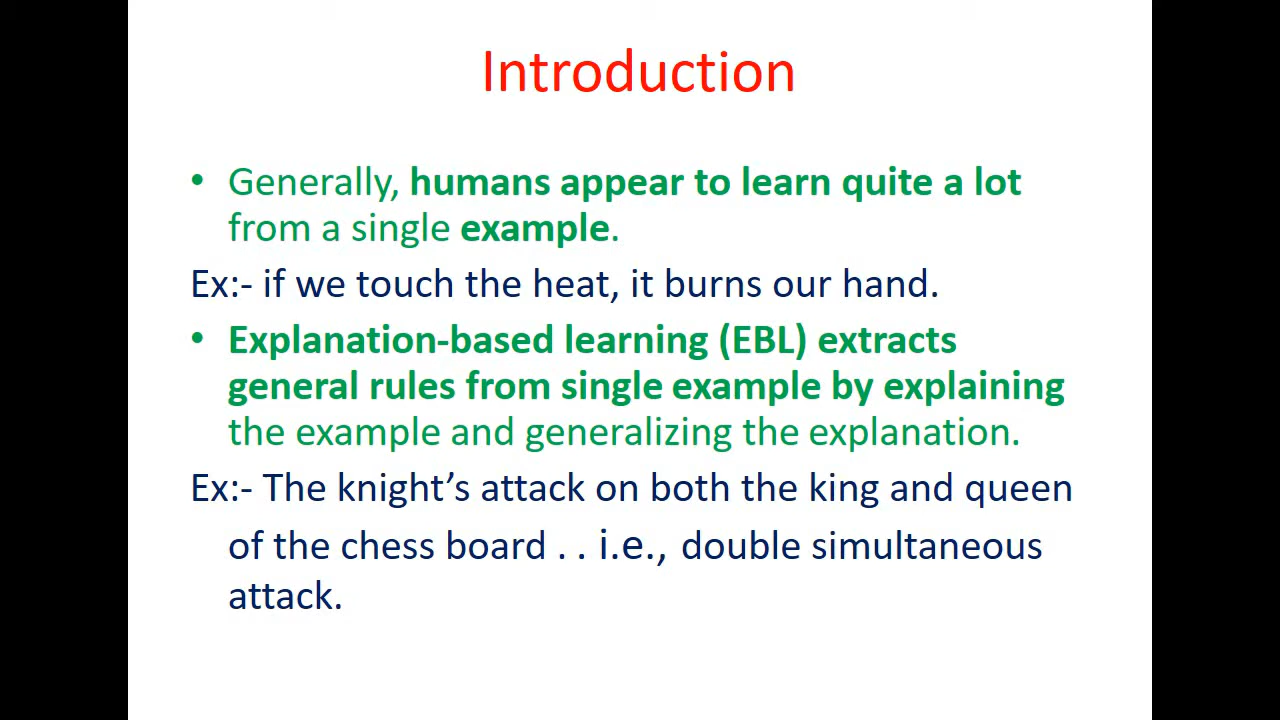 Introduction
• Generally, humans appear to learn quite a lot
from a single example.
Ex:- if we touch the heat, it burns our hand.
• Explanation-based learning (EBL) extracts
general rules from single example by explaining
the example and generalizing the explanation.
Ex:- The knight’s attack on both the king and queen
of the chess board . . i.e., double simultaneous
attack.